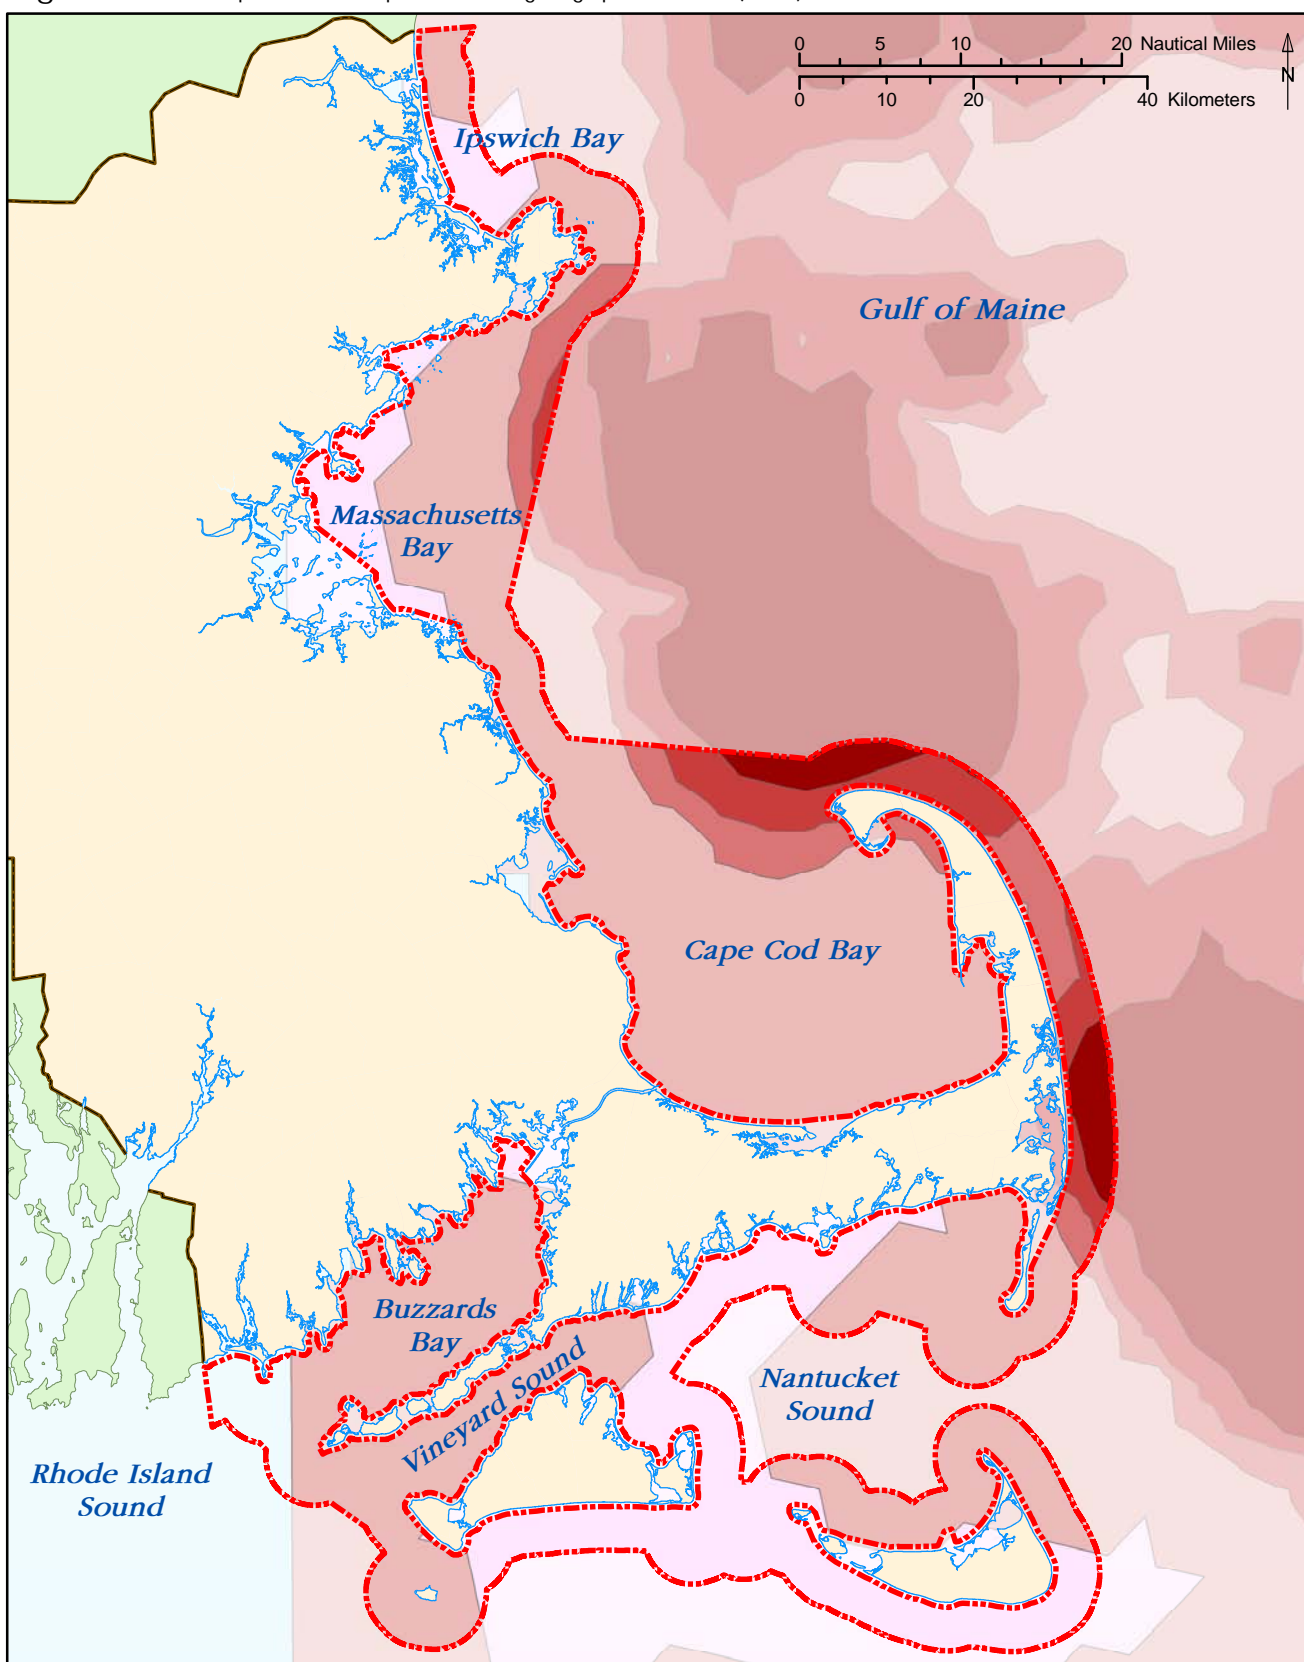 0 5 10 20 Nautical Miles
0 10 20 40 Kilometers
N
Ipswich Bay
Gulf of Maine
Massachusetts
Bay
Cape Cod Bay
Buzzards
Bay
Vineyard Sound
Nantucket
Sound
Rhode Island
Sound